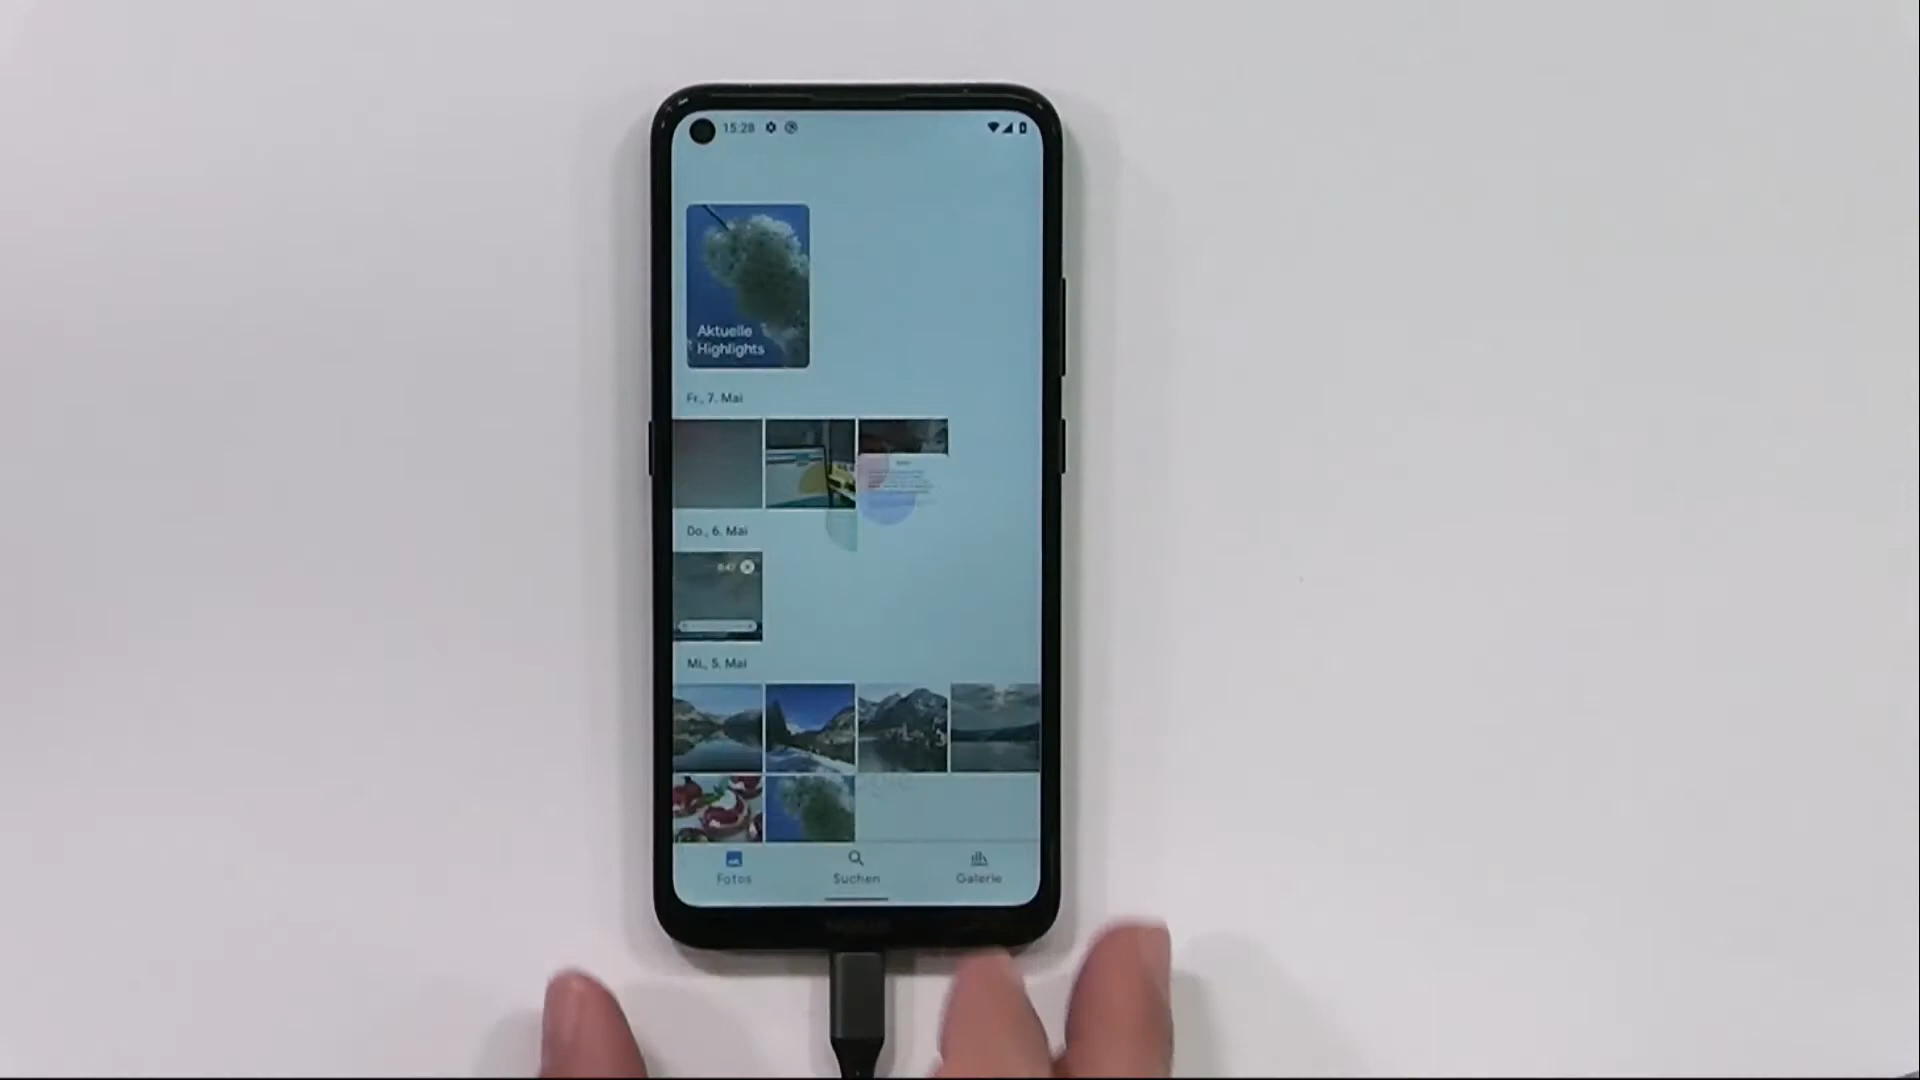 15:28
Aktuelle
Highlights
Fr., 7. Mai
Do., 6. Mai
Mi., 5. Mai
Fotos
Suchen
Galerie